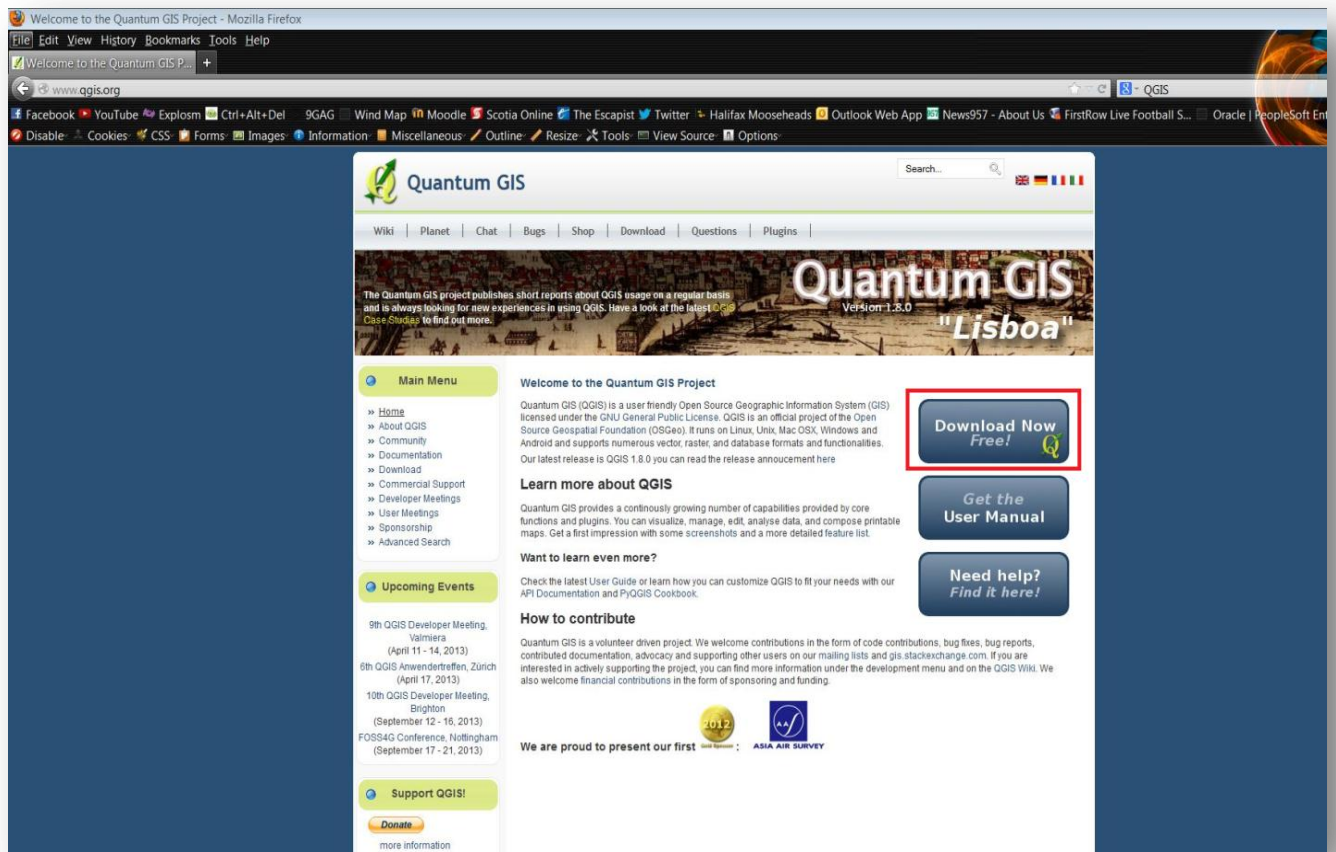 Welcome to the Quantum GIS Project - Mozilla Firefox
File Edit View History Bookmarks Tools Help
Welcome to the Quantum GIS P... +
www.qgis.org
QGIS
Facebook YouTube Explosm Ctrl+Alt+Del 9GAG Wind Map Moodle Scotia Online The Escapist Twitter Halifax Mooseheads Outlook Web App News957 - About Us FirstRow Live Football S... Oracle | PeopleSoft Ent
Disable Cookies CSS Forms Images Information Miscellaneous Outline Resize Tools View Source Options
Quantum GIS
Search...
Wiki | Planet | Chat | Bugs | Shop | Download | Questions | Plugins |
The Quantum GIS project publishes short reports about QGIS usage on a regular basis
and is always looking for new experiences in using QGIS. Have a look at the latest QGIS
Case Studies to find out more.
Quantum GIS
Version 1.8.0
"Lisboa"
Main Menu
» Home
» About QGIS
» Community
» Documentation
» Download
» Commercial Support
» Developer Meetings
» User Meetings
» Sponsorship
» Advanced Search
Upcoming Events
9th QGIS Developer Meeting,
Valmiera
(April 11 - 14, 2013)
6th QGIS Anwendertreffen, Zürich
(April 17, 2013)
10th QGIS Developer Meeting,
Brighton
(September 12 - 16, 2013)
FOSS4G Conference, Nottingham
(September 17 - 21, 2013)
Support QGIS!
Donate
more information
Welcome to the Quantum GIS Project
Quantum GIS (QGIS) is a user friendly Open Source Geographic Information System (GIS)
licensed under the GNU General Public License. QGIS is an official project of the Open
Source Geospatial Foundation (OSGeo). It runs on Linux, Unix, Mac OSX, Windows and
Android and supports numerous vector, raster, and database formats and functionalities.
Our latest release is QGIS 1.8.0 you can read the release annoucement here
Learn more about QGIS
Quantum GIS provides a continously growing number of capabilities provided by core
functions and plugins. You can visualize, manage, edit, analyse data, and compose printable
maps. Get a first impression with some screenshots and a more detailed feature list.
Want to learn even more?
Check the latest User Guide or learn how you can customize QGIS to fit your needs with our
API Documentation and PyQGIS Cookbook.
How to contribute
Quantum GIS is a volunteer driven project. We welcome contributions in the form of code contributions, bug fixes, bug reports,
contributed documentation, advocacy and supporting other users on our mailing lists and gis.stackexchange.com. If you are
interested in actively supporting the project, you can find more information under the development menu and on the QGIS Wiki. We
also welcome financial contributions in the form of sponsoring and funding.
We are proud to present our first 2012 Gold Sponsor :
ASIA AIR SURVEY
Download Now
Free!
Get the
User Manual
Need help?
Find it here!